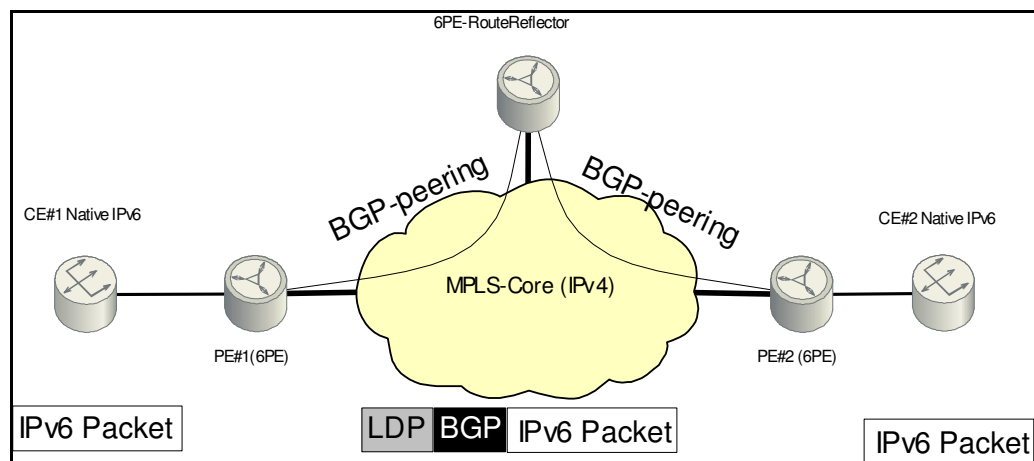 6PE-RouteReflector
BGP-peering
BGP-peering
CE#1 Native IPv6
CE#2 Native IPv6
MPLS-Core (IPv4)
PE#1(6PE)
PE#2 (6PE)
IPv6 Packet
LDP BGP IPv6 Packet
IPv6 Packet